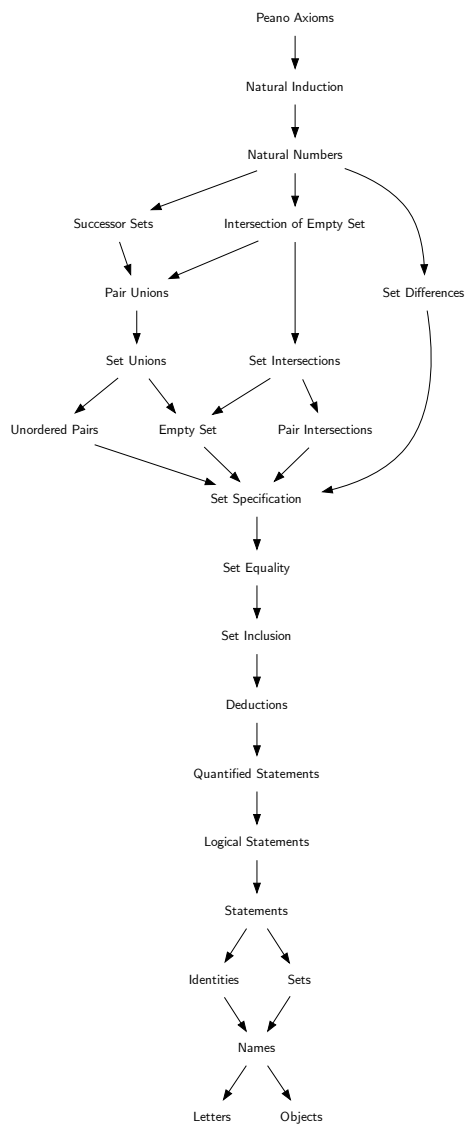 Peano Axioms
Natural Induction
Natural Numbers
Successor Sets
Intersection of Empty Set
Pair Unions
Set Differences
Set Unions
Set Intersections
Unordered Pairs
Empty Set
Pair Intersections
Set Specification
Set Equality
Set Inclusion
Deductions
Quantified Statements
Logical Statements
Statements
Identities
Sets
Names
Letters
Objects